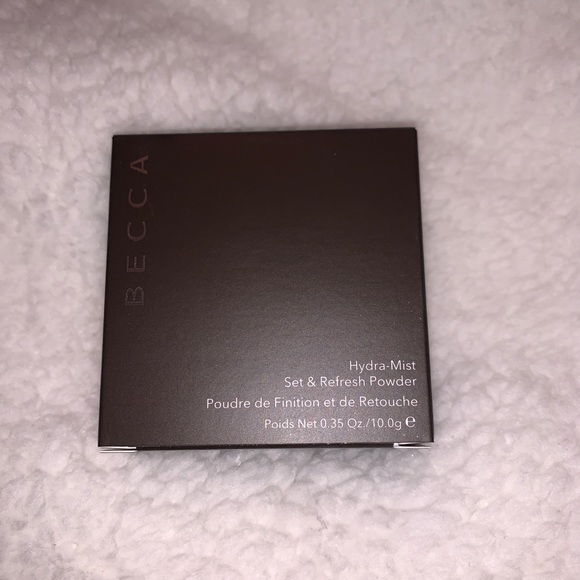 BECCA
Hydra-Mist
Set & Refresh Powder
Poudre de Finition et de Retouche
Poids Net 0.35 Oz./10.0g ℮